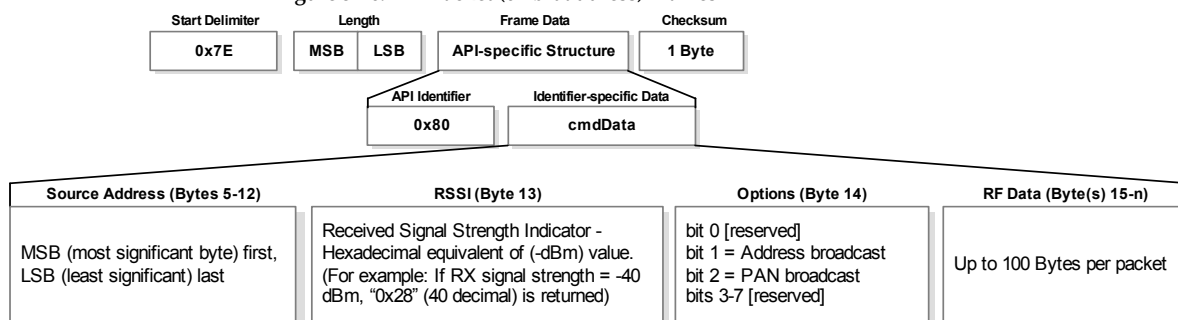 Start Delimiter
Length
Frame Data
Checksum
0x7E
MSB
LSB
API-specific Structure
1 Byte
API Identifier
Identifier-specific Data
0x80
cmdData
Source Address (Bytes 5-12)
RSSI (Byte 13)
Options (Byte 14)
RF Data (Byte(s) 15-n)
MSB (most significant byte) first,
LSB (least significant) last
Received Signal Strength Indicator -
Hexadecimal equivalent of (-dBm) value.
(For example: If RX signal strength = -40
dBm, “0x28” (40 decimal) is returned)
bit 0 [reserved]
bit 1 = Address broadcast
bit 2 = PAN broadcast
bits 3-7 [reserved]
Up to 100 Bytes per packet